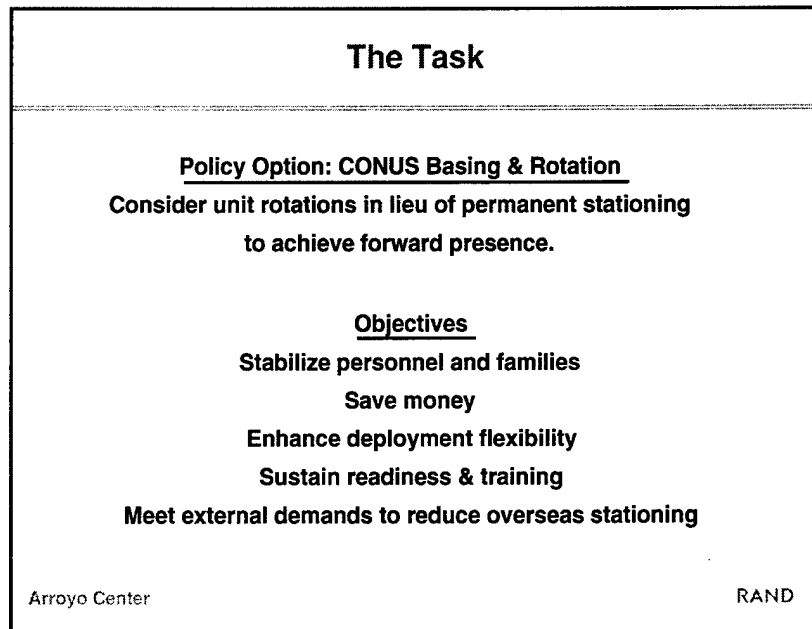 The Task
Policy Option: CONUS Basing & Rotation
Consider unit rotations in lieu of permanent stationing
to achieve forward presence.
Objectives
Stabilize personnel and families
Save money
Enhance deployment flexibility
Sustain readiness & training
Meet external demands to reduce overseas stationing
Arroyo Center
RAND